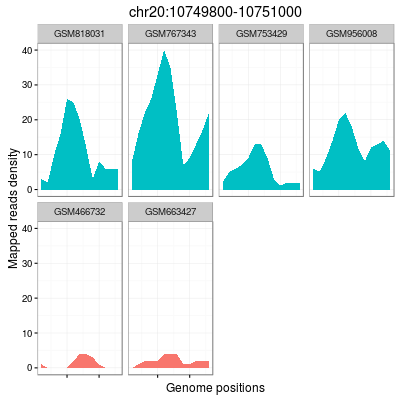 chr20:10749800-10751000
GSM818031 GSM767343 GSM753429 GSM956008
40
30
20
10
0
Mapped reads density
GSM466732 GSM663427
40
30
20
10
0
Genome positions